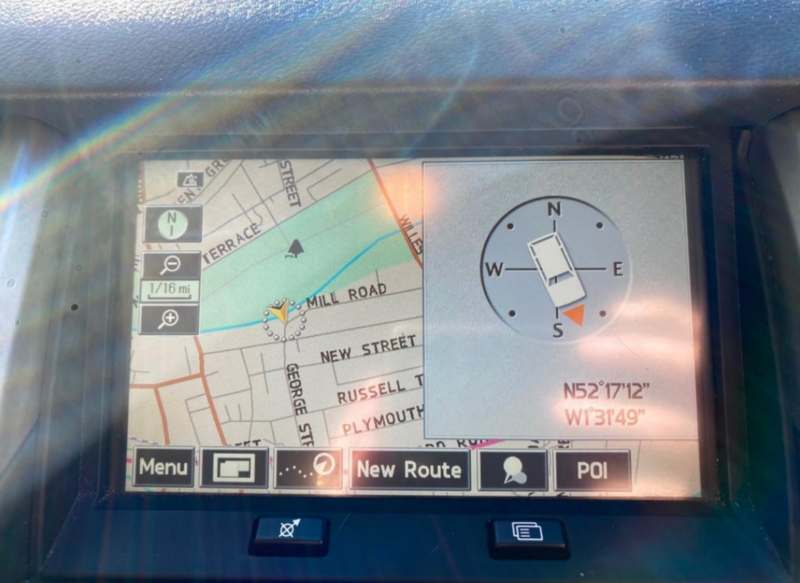 STREET
TERRACE
N
1/16 mi
MILL ROAD
NEW STREET
GEORGE ST
RUSSELL T
PLYMOUTH
N
W
E
S
N52°17'12"
W1°31'49"
Menu
New Route
POI